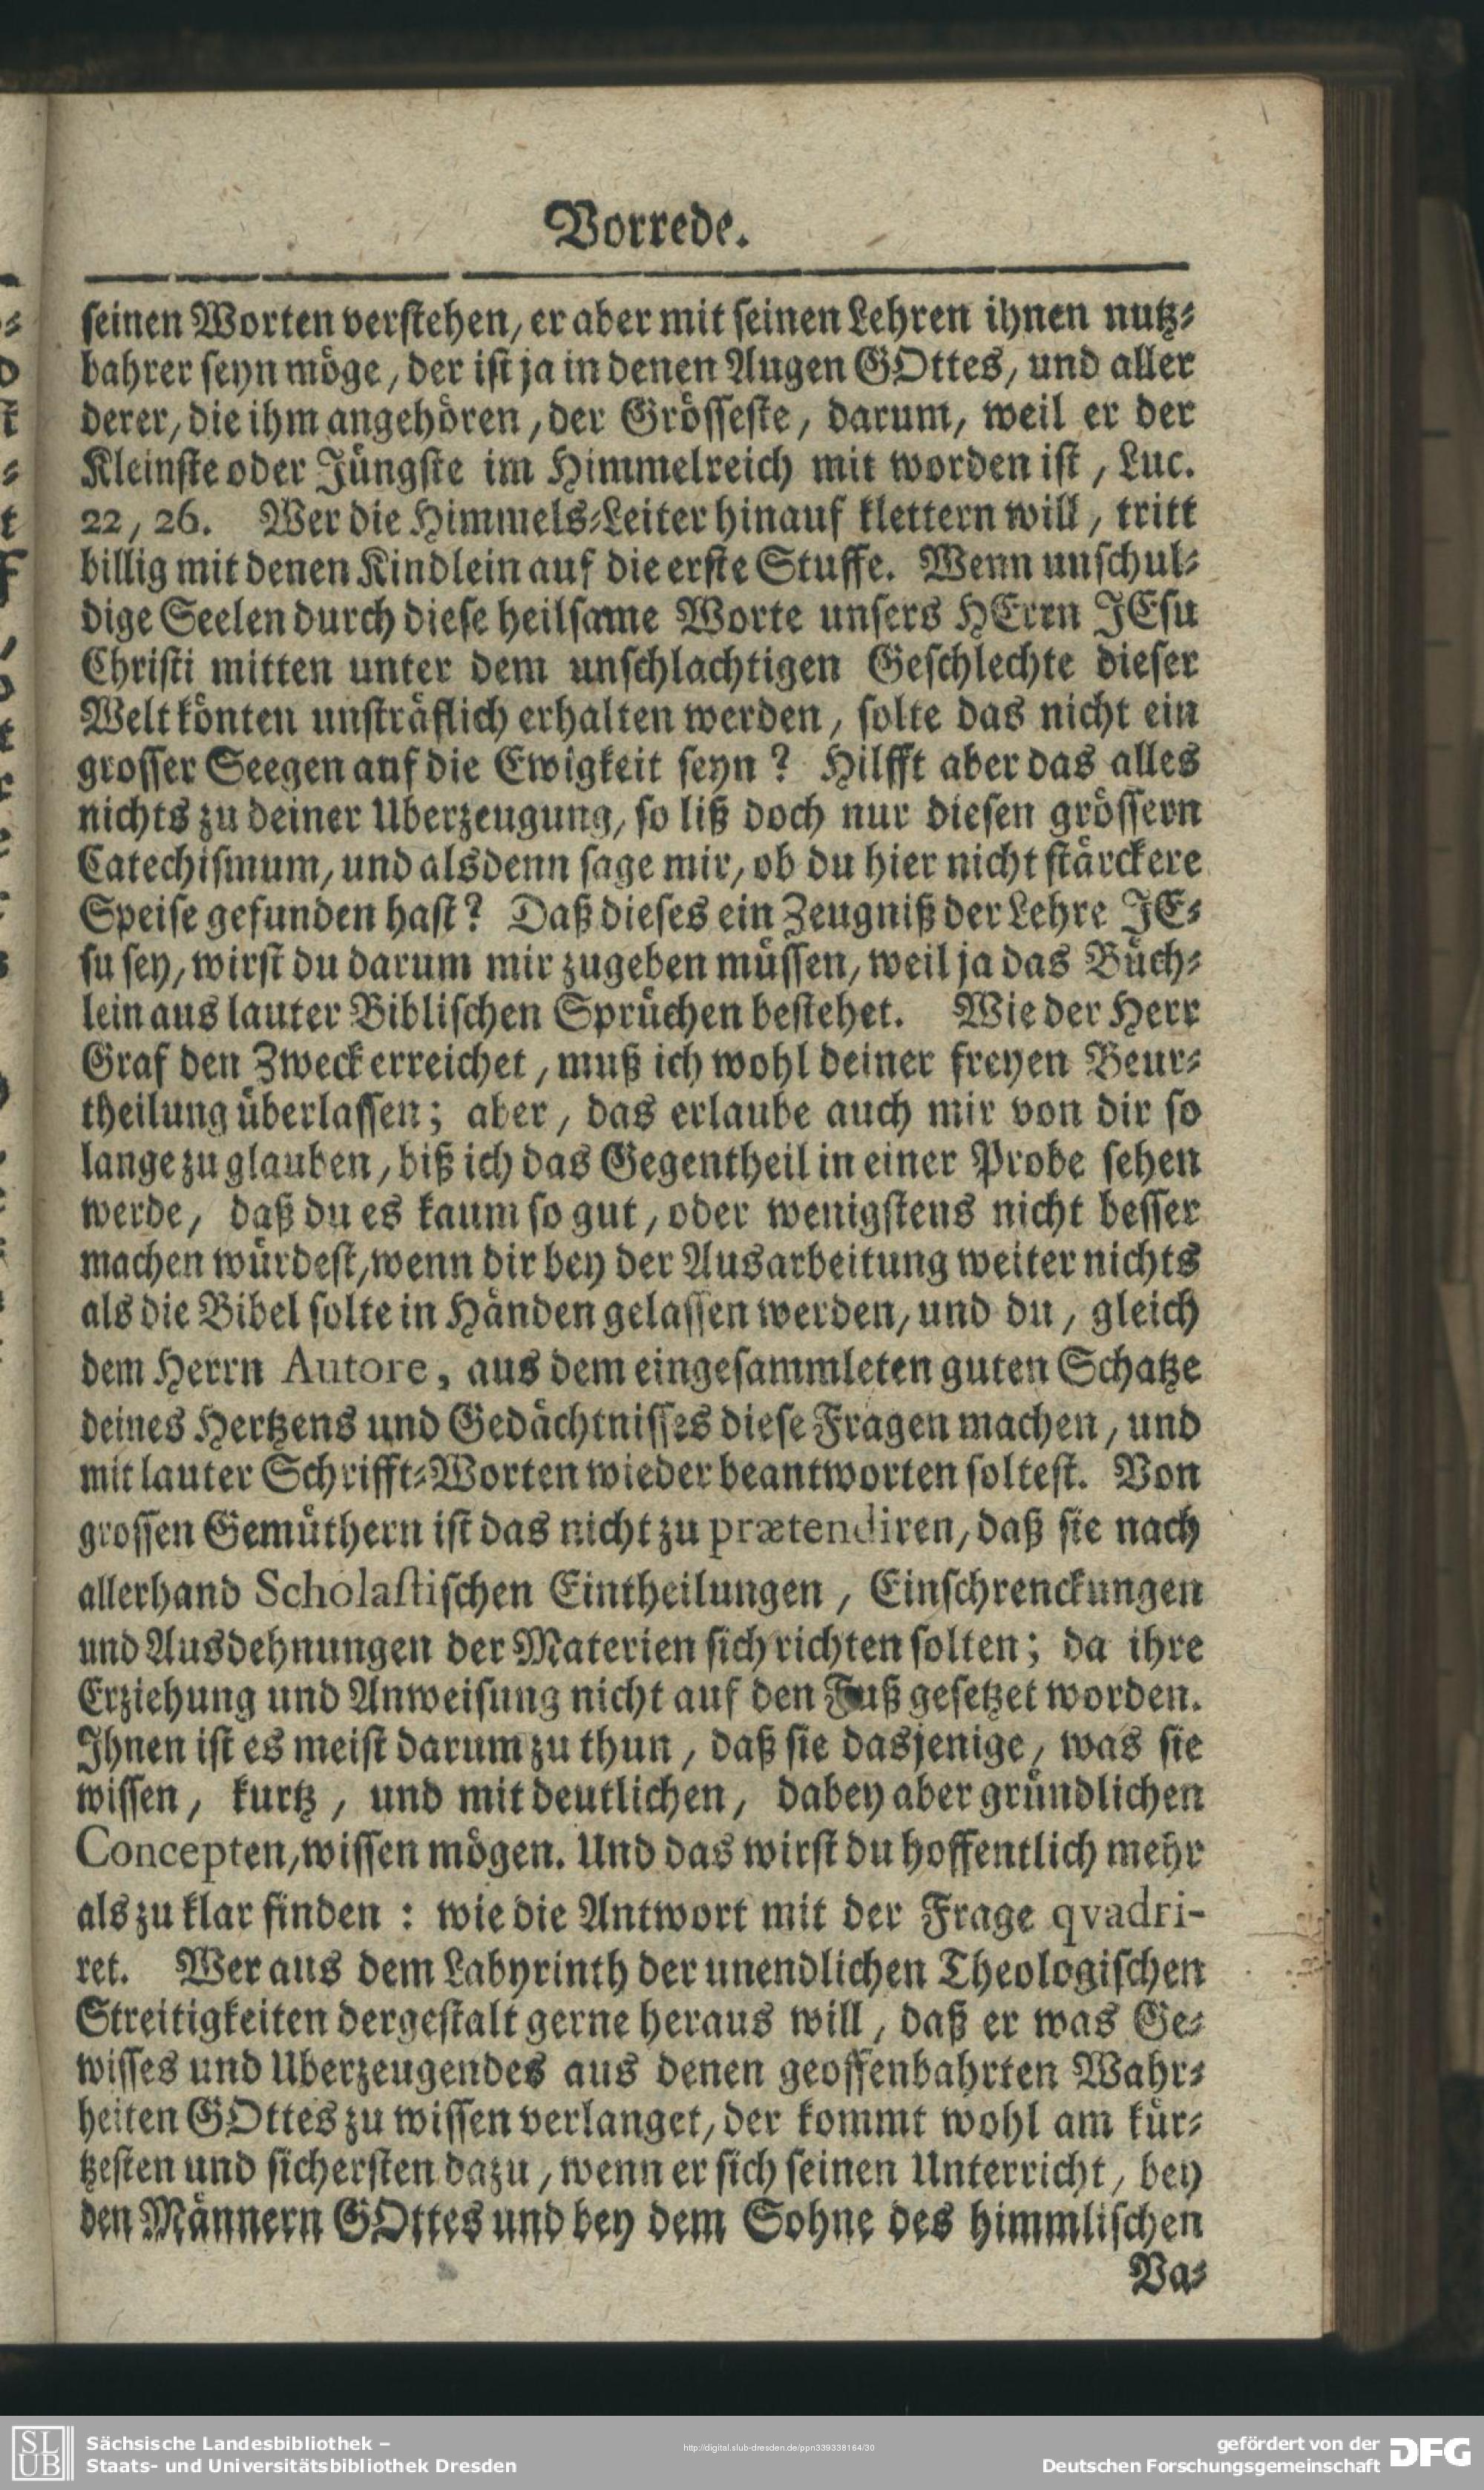 Vorrede.
seinen Worten verstehen, er aber mit seinen Lehren ihnen nutz-
bahrer seyn möge, der ist ja in denen Augen GOttes, und aller
derer, die ihm angehören, der Grösseste, darum, weil er der
Kleinste oder Jüngste im Himmelreich mit worden ist, Luc.
22, 26. Wer die Himmels-Leiter hinauf klettern will, tritt
billig mit denen Kindlein auf die erste Stuffe. Wenn unschul-
dige Seelen durch diese heilsame Worte unsers HErrn JEsu
Christi mitten unter dem unschlachtigen Geschlechte dieser
Welt könten unsträflich erhalten werden, solte das nicht ein
grosser Seegen auf die Ewigkeit seyn? Hilfft aber das alles
nichts zu deiner Uberzeugung, so liß doch nur diesen grössern
Catechismum, und alsdenn sage mir, ob du hier nicht stärckere
Speise gefunden hast? Daß dieses ein Zeugniß der Lehre JE-
su sey, wirst du darum mir zugeben müssen, weil ja das Büch-
lein aus lauter Biblischen Sprüchen bestehet. Wie der Herr
Graf den Zweck erreichet, muß ich wohl deiner freyen Beur-
theilung überlassen; aber, das erlaube auch mir von dir so
lange zu glauben, biß ich das Gegentheil in einer Probe sehen
werde, daß du es kaum so gut, oder wenigstens nicht besser
machen würdest, wenn dir bey der Ausarbeitung weiter nichts
als die Bibel solte in Händen gelassen werden, und du, gleich
dem Herrn Autore, aus dem eingesammleten guten Schatze
deines Hertzens und Gedächtnisses diese Fragen machen, und
mit lauter Schrifft-Worten wieder beantworten soltest. Von
grossen Gemüthern ist das nicht zu prætendiren, daß sie nach
allerhand Scholastischen Eintheilungen, Einschrenckungen
und Ausdehnungen der Materien sich richten solten; da ihre
Erziehung und Anweisung nicht auf den Fuß gesetzet worden.
Ihnen ist es meist darum zu thun, daß sie dasjenige, was sie
wissen, kurtz, und mit deutlichen, dabey aber gründlichen
Concepten, wissen mögen. Und das wirst du hoffentlich mehr
als zu klar finden: wie die Antwort mit der Frage qvadri-
ret. Wer aus dem Labyrinth der unendlichen Theologischen
Streitigkeiten dergestalt gerne heraus will, daß er was Ge-
wisses und Uberzeugendes aus denen geoffenbahrten Wahr-
heiten GOttes zu wissen verlanget, der kommt wohl am kür-
tzesten und sichersten dazu, wenn er sich seinen Unterricht, bey
den Männern GOttes und bey dem Sohne des himmlischen
Va-
SLUB
Sächsische Landesbibliothek –
Staats- und Universitätsbibliothek Dresden
http://digital.slub-dresden.de/ppn339338164/30
gefördert von der
Deutschen Forschungsgemeinschaft
DFG